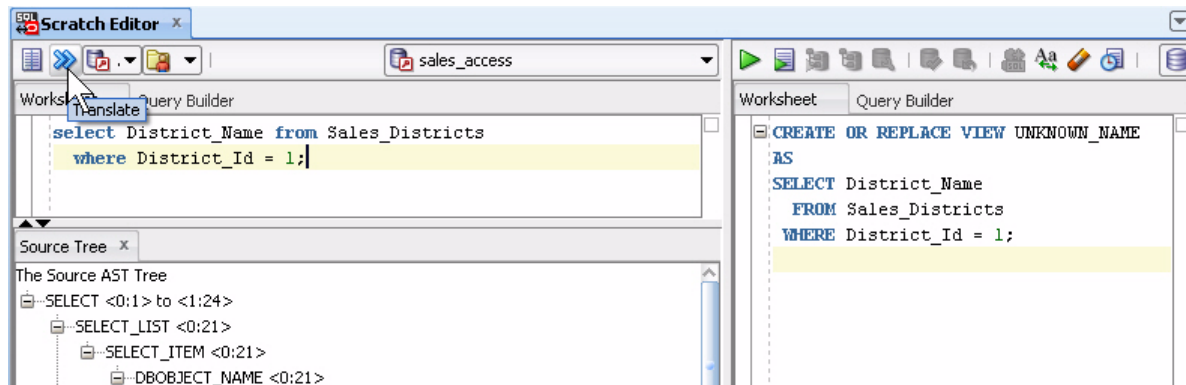 Scratch Editor
sales_access
Worksheet Query Builder
Translate
select District_Name from Sales_Districts
where District_Id = 1;
Source Tree
The Source AST Tree
SELECT <0:1> to <1:24>
SELECT_LIST <0:21>
SELECT_ITEM <0:21>
DBOBJECT_NAME <0:21>
Worksheet Query Builder
CREATE OR REPLACE VIEW UNKNOWN_NAME
AS
SELECT District_Name
FROM Sales_Districts
WHERE District_Id = 1;